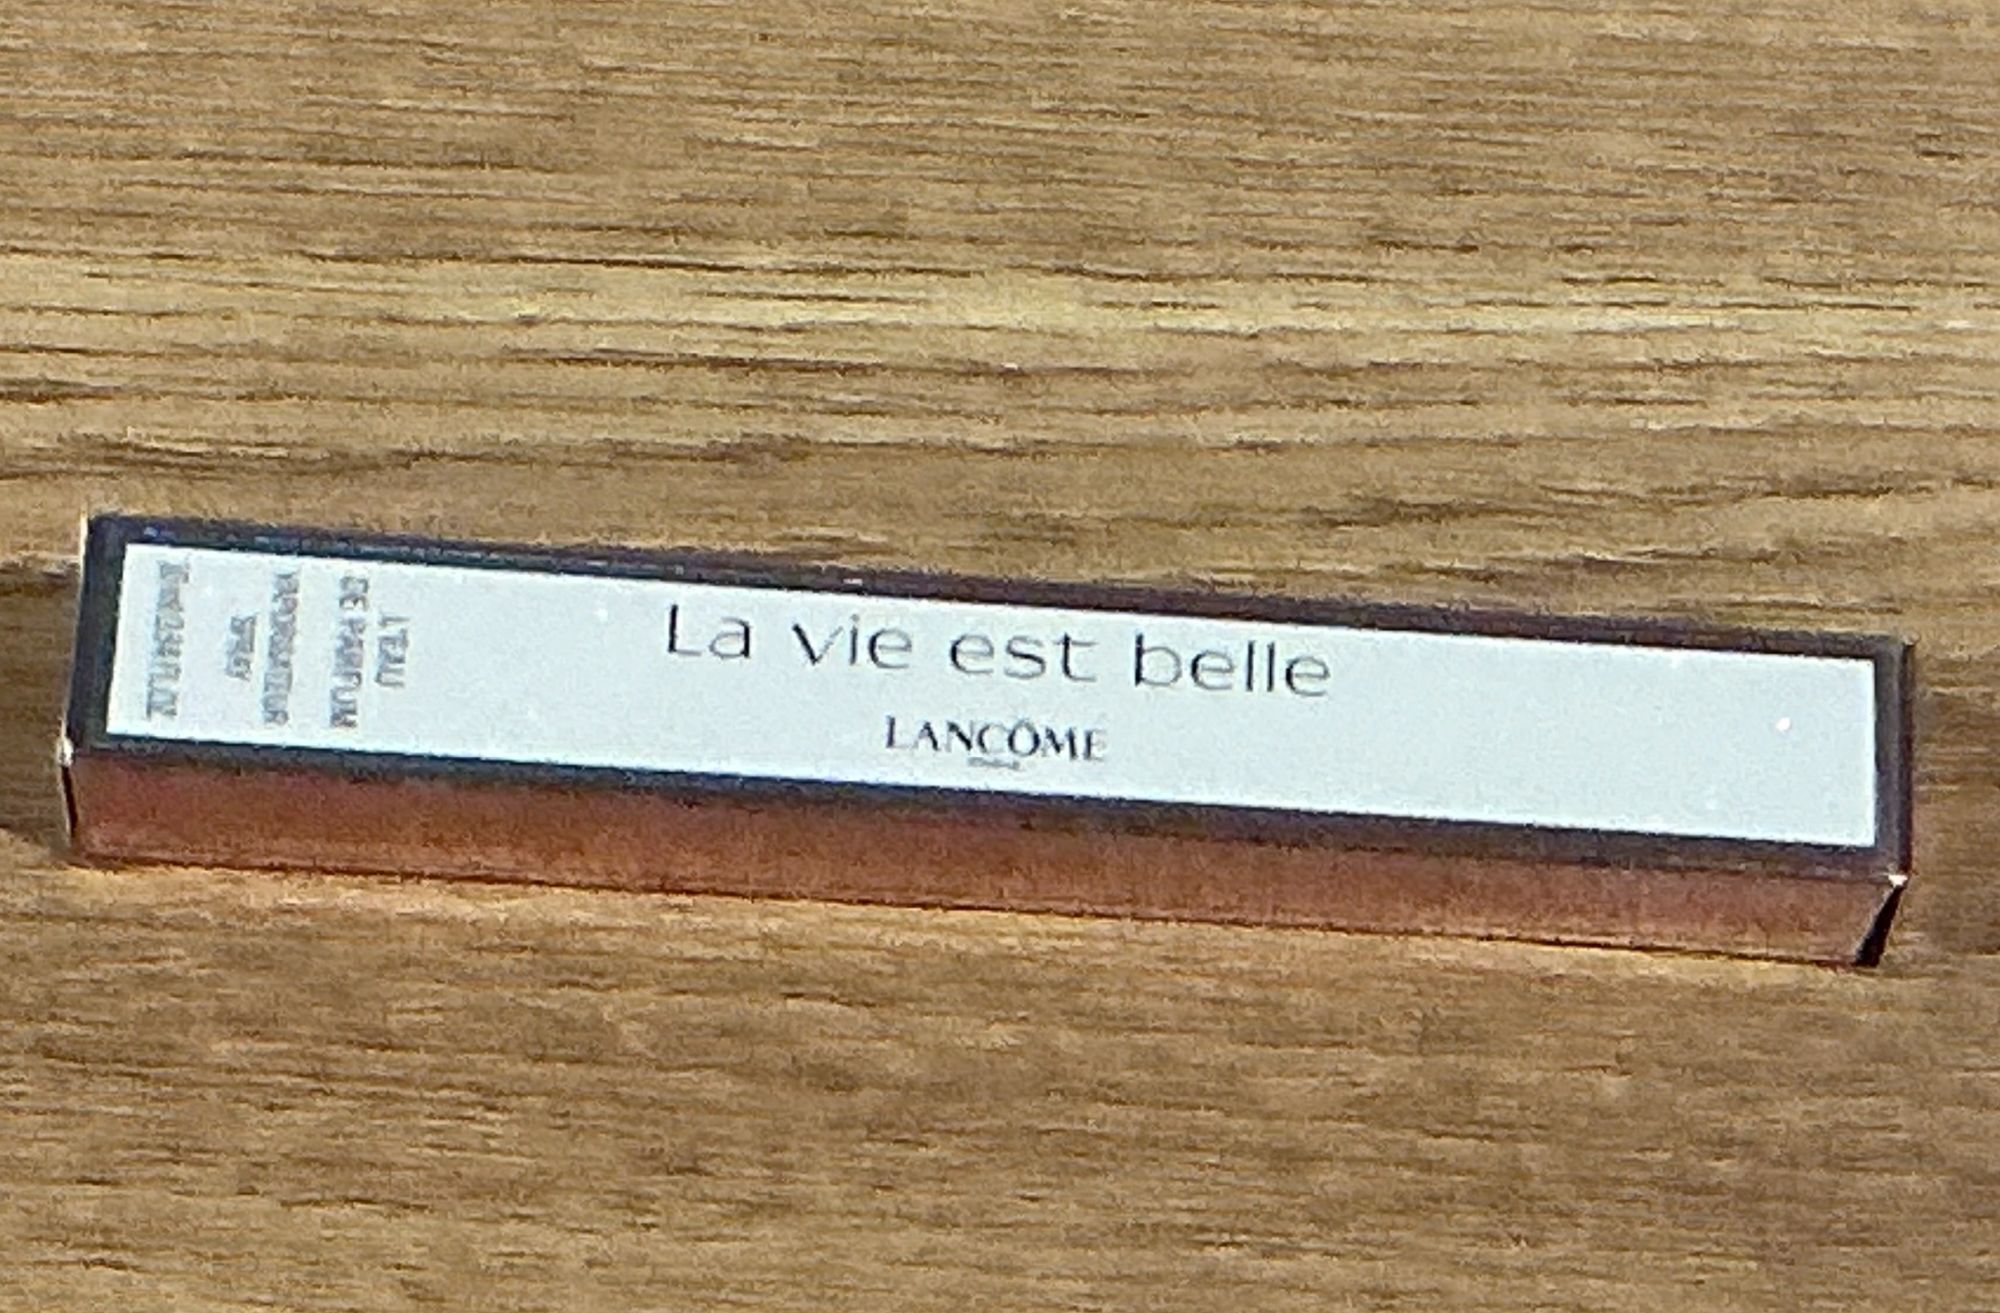 La vie est belle
LANCÔME
L'EAU
DE PARFUM
VAPORISATEUR
SPRAY